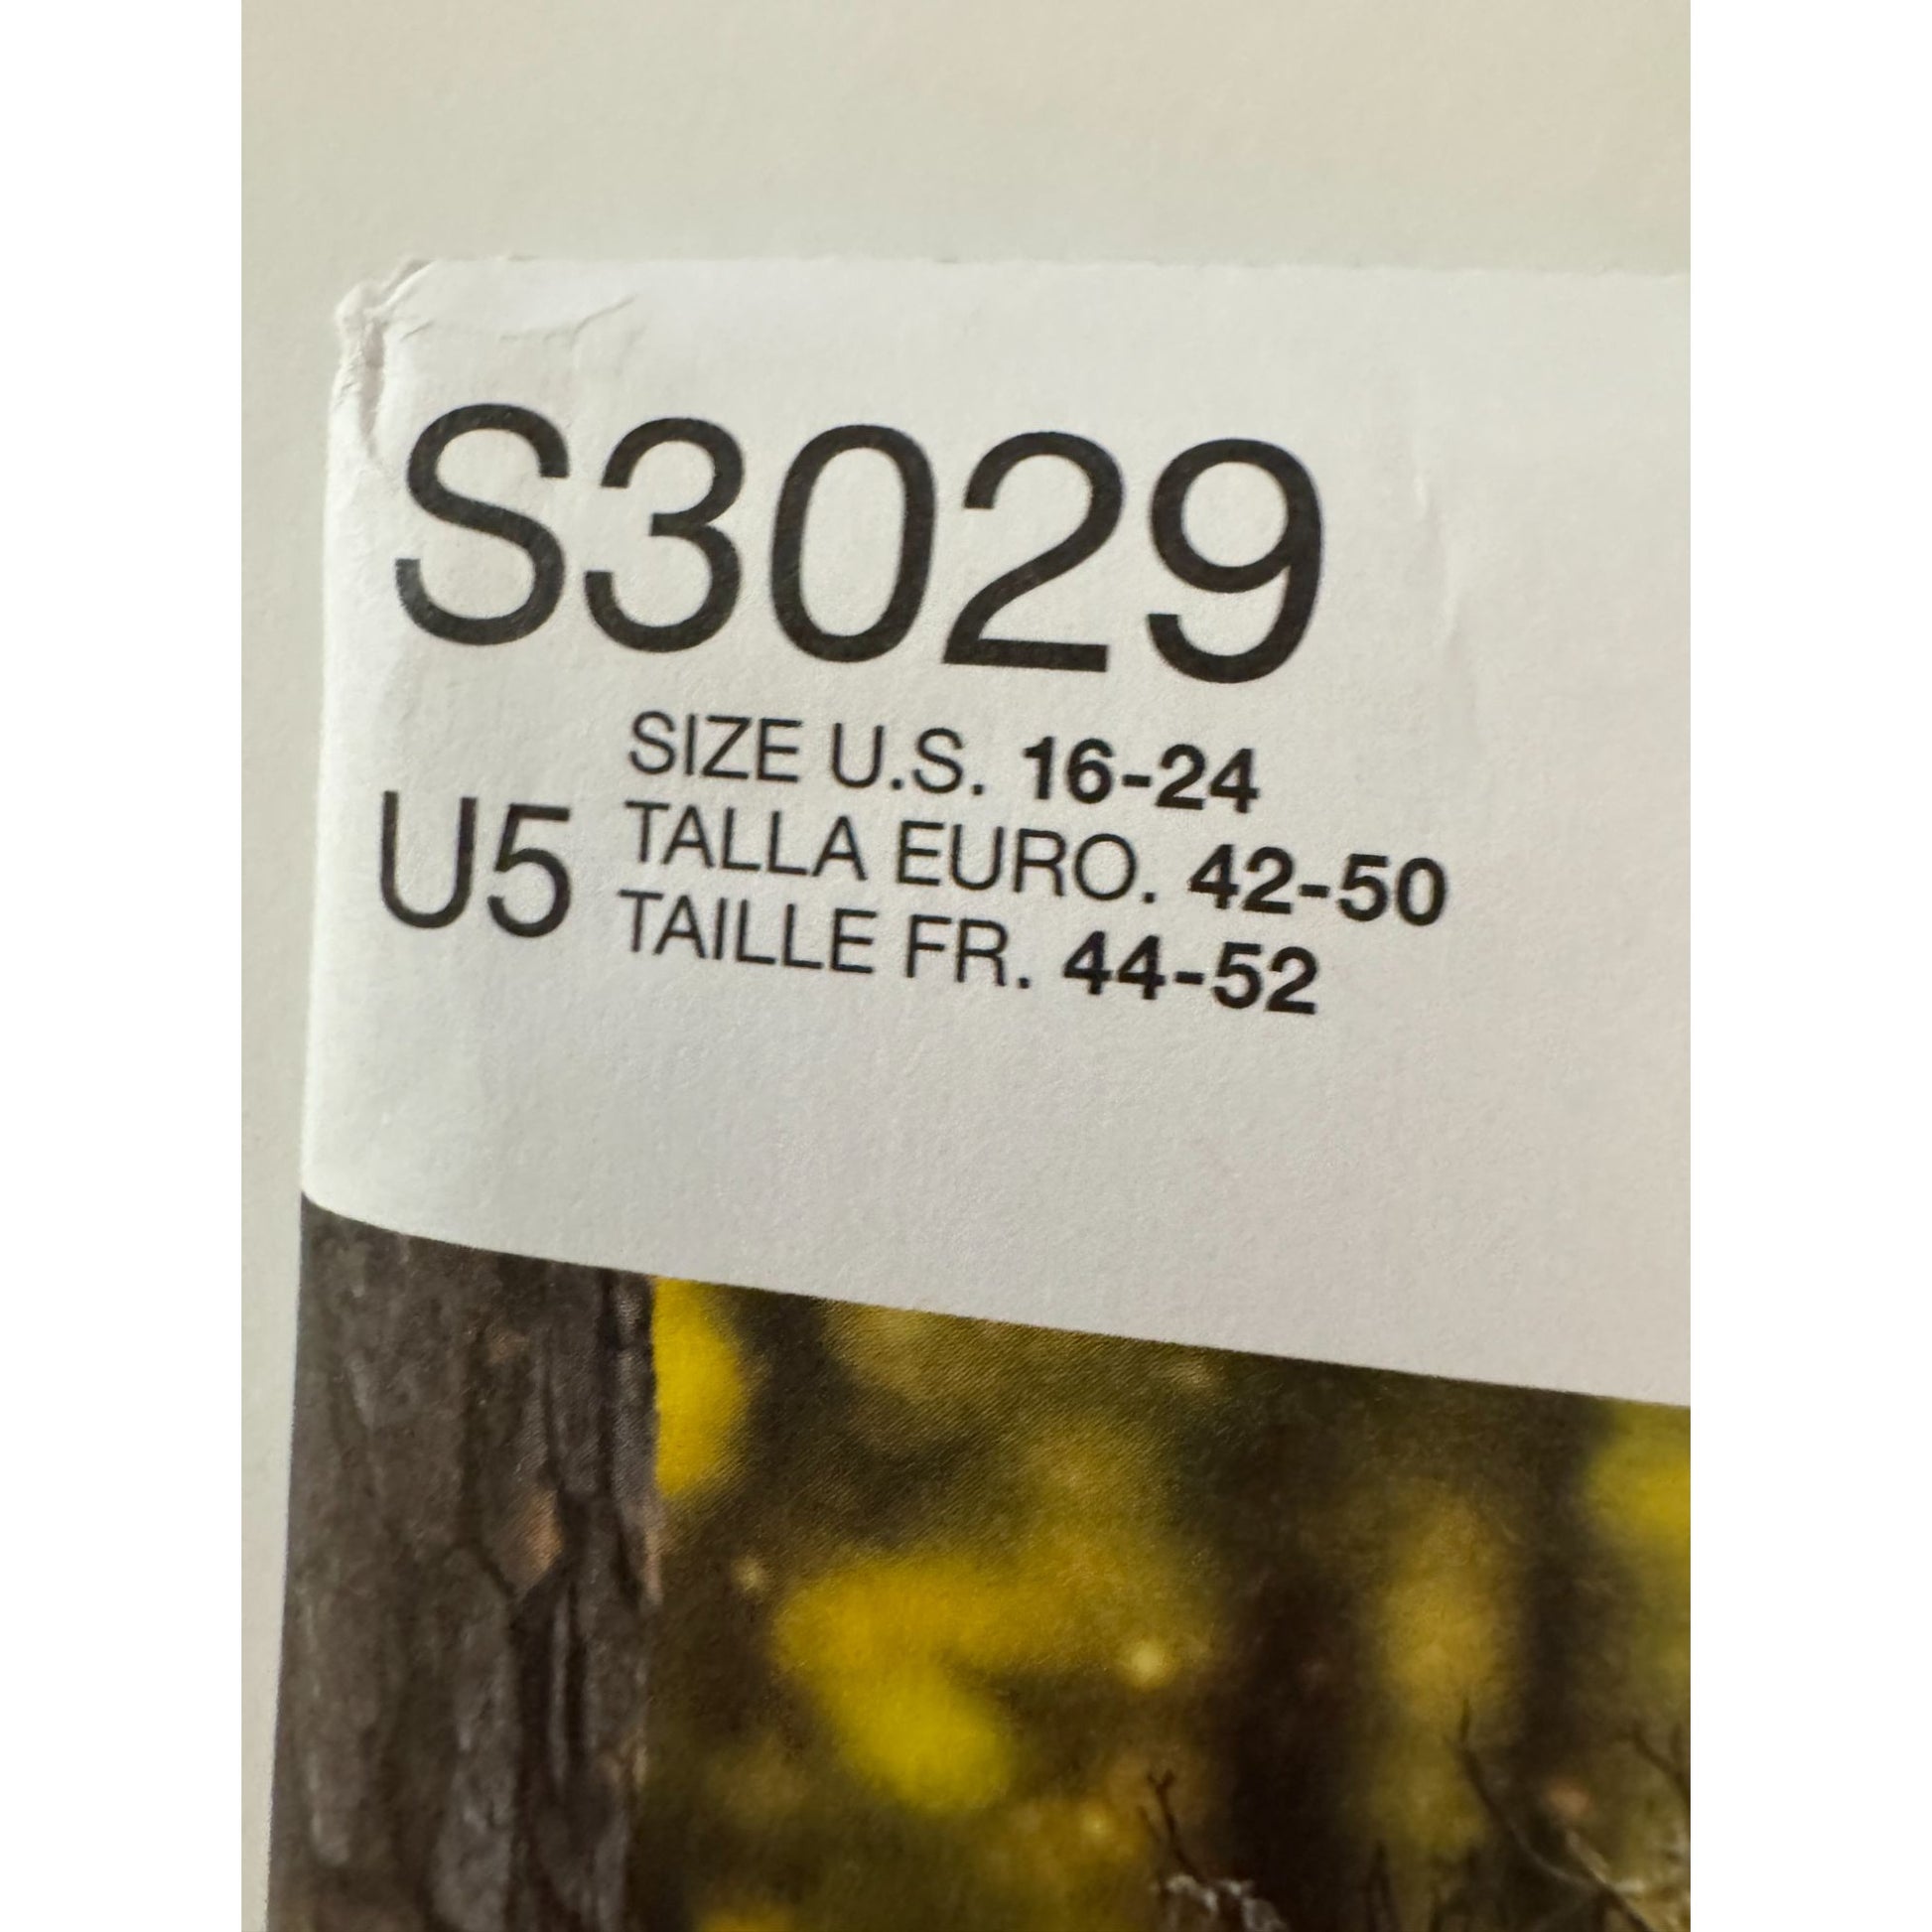 S3029
U5
SIZE U.S. 16-24
TALLA EURO. 42-50
TAILLE FR. 44-52